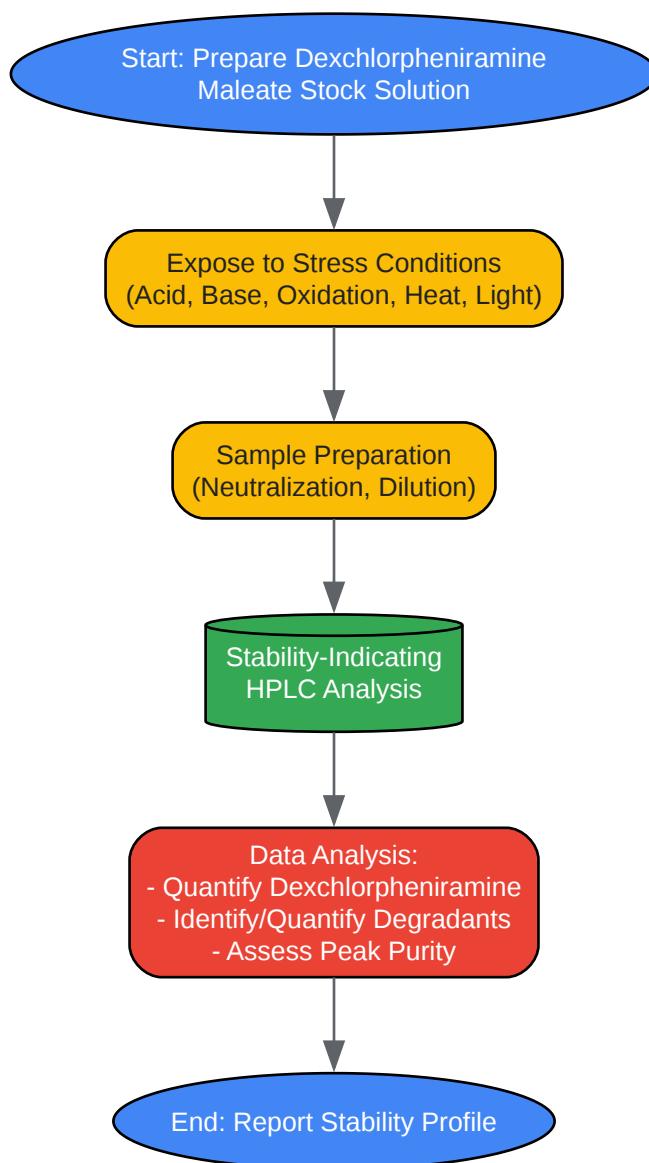 Start: Prepare Dexchlorpheniramine
Maleate Stock Solution
Expose to Stress Conditions
(Acid, Base, Oxidation, Heat, Light)
Sample Preparation
(Neutralization, Dilution)
Stability-Indicating
HPLC Analysis
Data Analysis:
- Quantify Dexchlorpheniramine
- Identify/Quantify Degradants
- Assess Peak Purity
End: Report Stability Profile